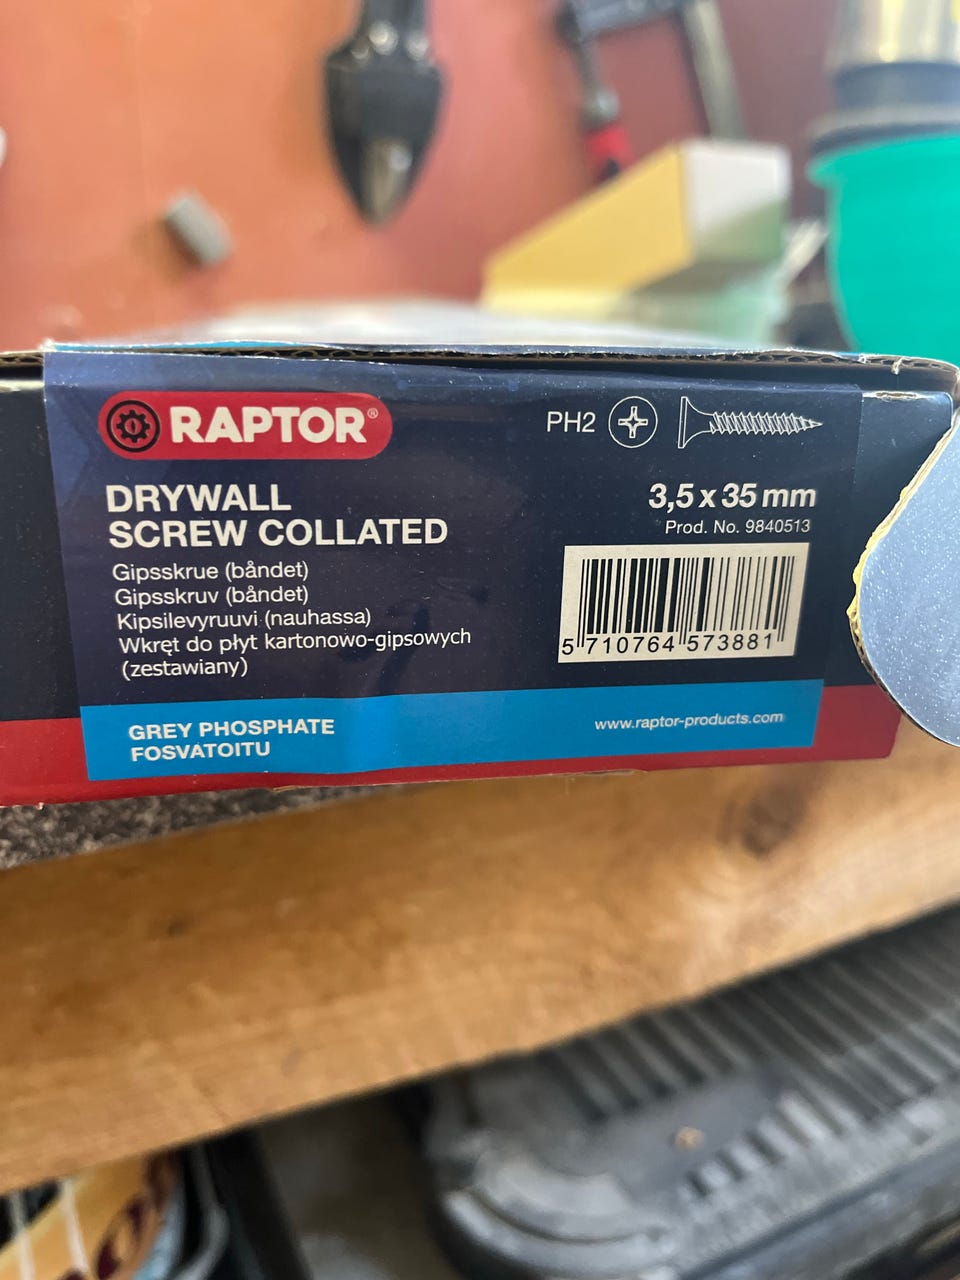 RAPTOR®
DRYWALL
SCREW COLLATED
Gipsskrue (båndet)
Gipsskruv (båndet)
Kipsilevyruuvi (nauhassa)
Wkręt do płyt kartonowo-gipsowych
(zestawiany)
PH2
3,5 x 35 mm
Prod. No. 9840513
5 710764 573881
GREY PHOSPHATE
FOSVATOITU
www.raptor-products.com